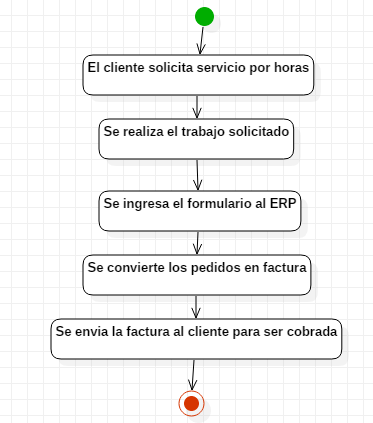 El cliente solicita servicio por horas
Se realiza el trabajo solicitado
Se ingresa el formulario al ERP
Se convierte los pedidos en factura
Se envia la factura al cliente para ser cobrada